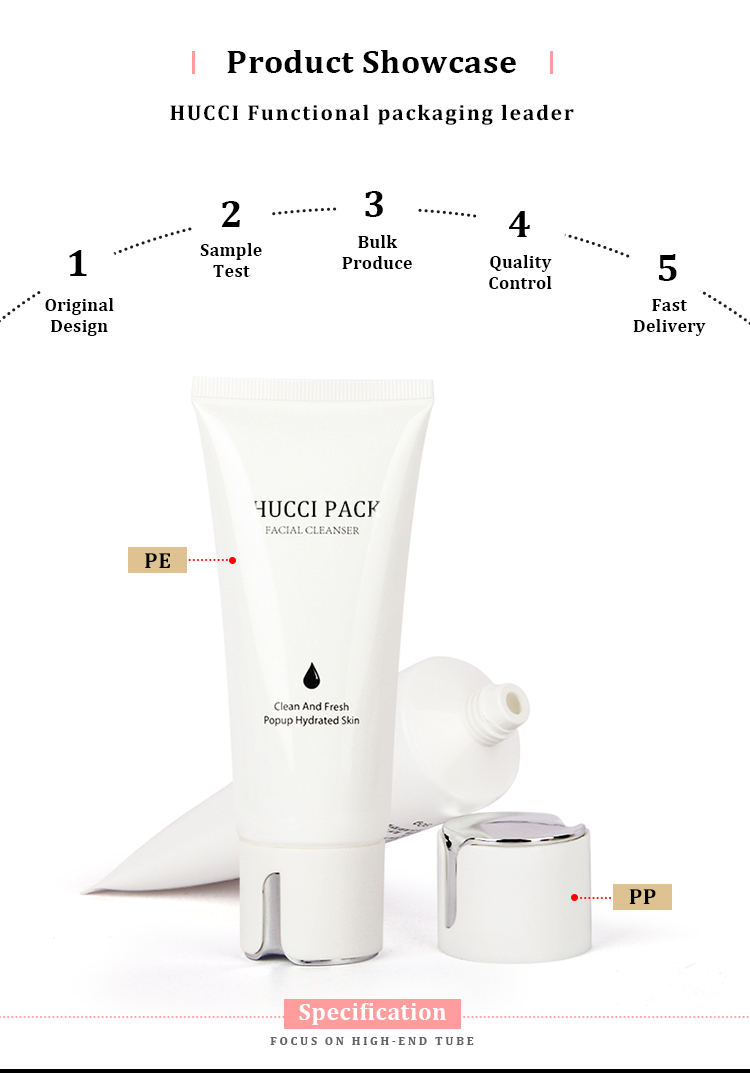 Product Showcase
HUCCI Functional packaging leader
1
Original
Design
2
Sample
Test
3
Bulk
Produce
4
Quality
Control
5
Fast
Delivery
HUCCI PACK
FACIAL CLEANSER
PE
Clean And Fresh
Popup Hydrated Skin
PP
Specification
FOCUS ON HIGH-END TUBE